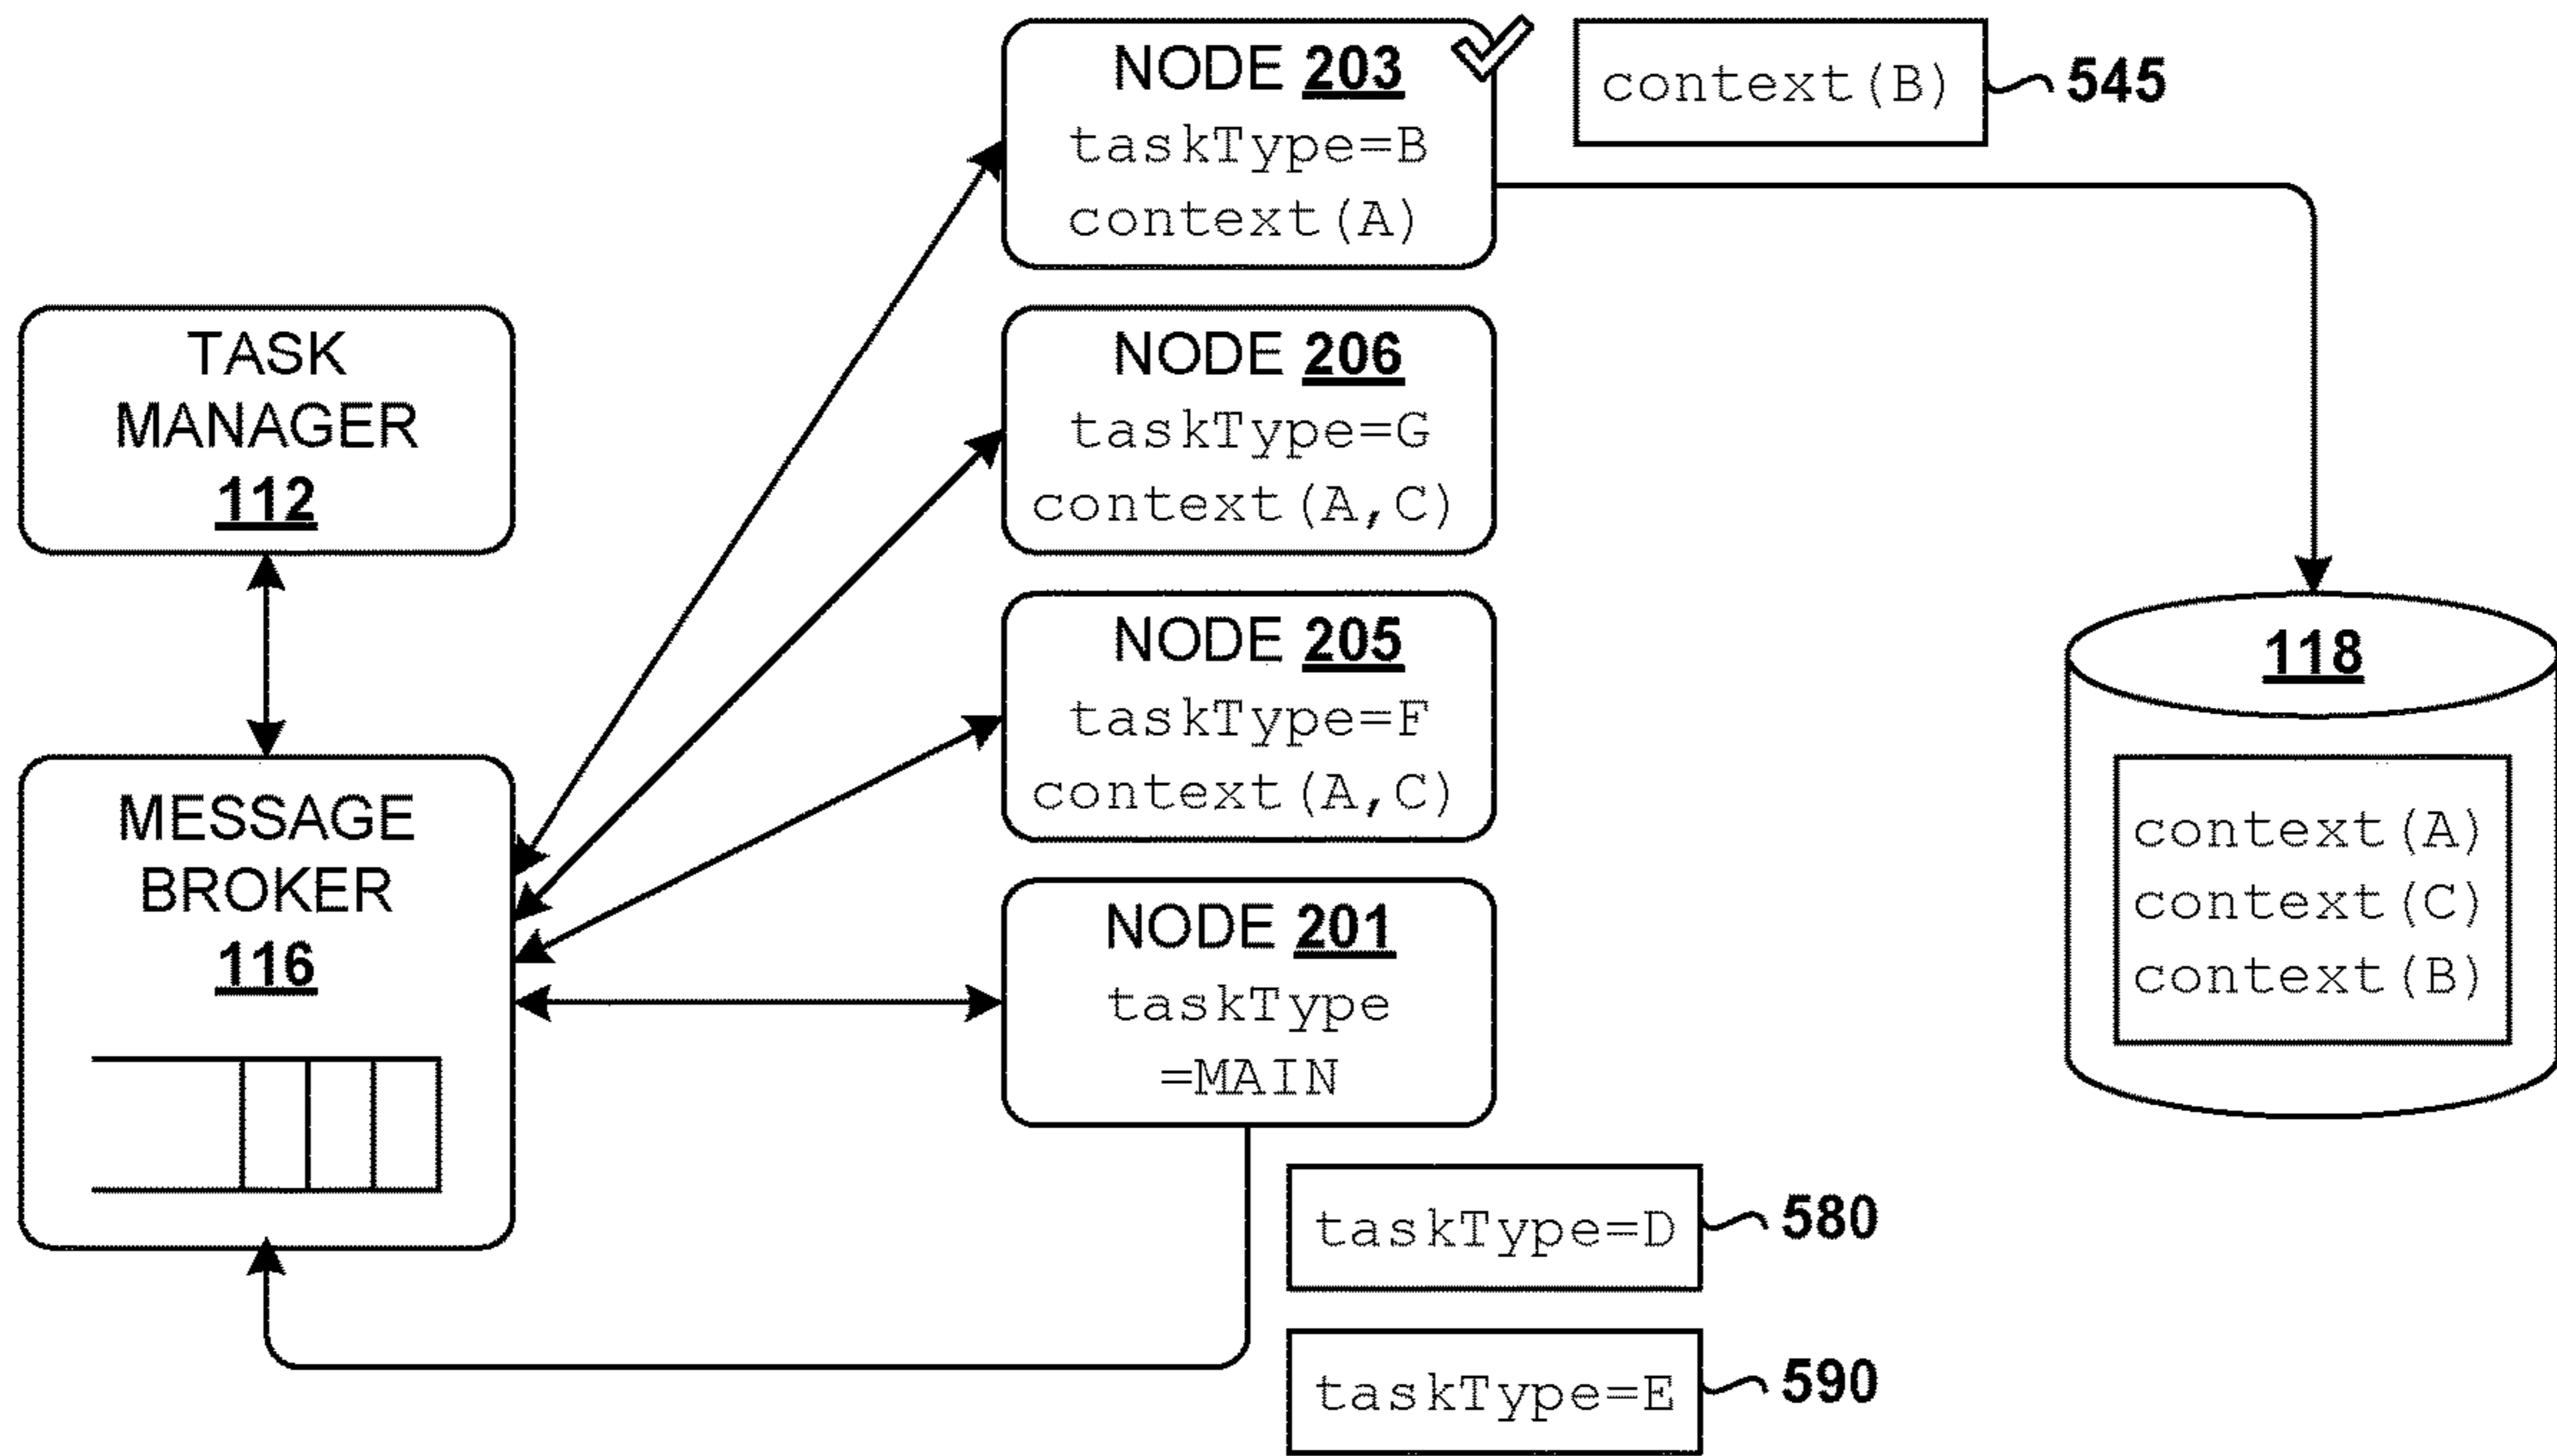 NODE 203
taskType=B
context(A)
context(B)
545
TASK
MANAGER
112
NODE 206
taskType=G
context(A,C)
NODE 205
taskType=F
context(A,C)
118
context(A)
context(C)
context(B)
MESSAGE
BROKER
116
NODE 201
taskType
=MAIN
taskType=D
580
taskType=E
590